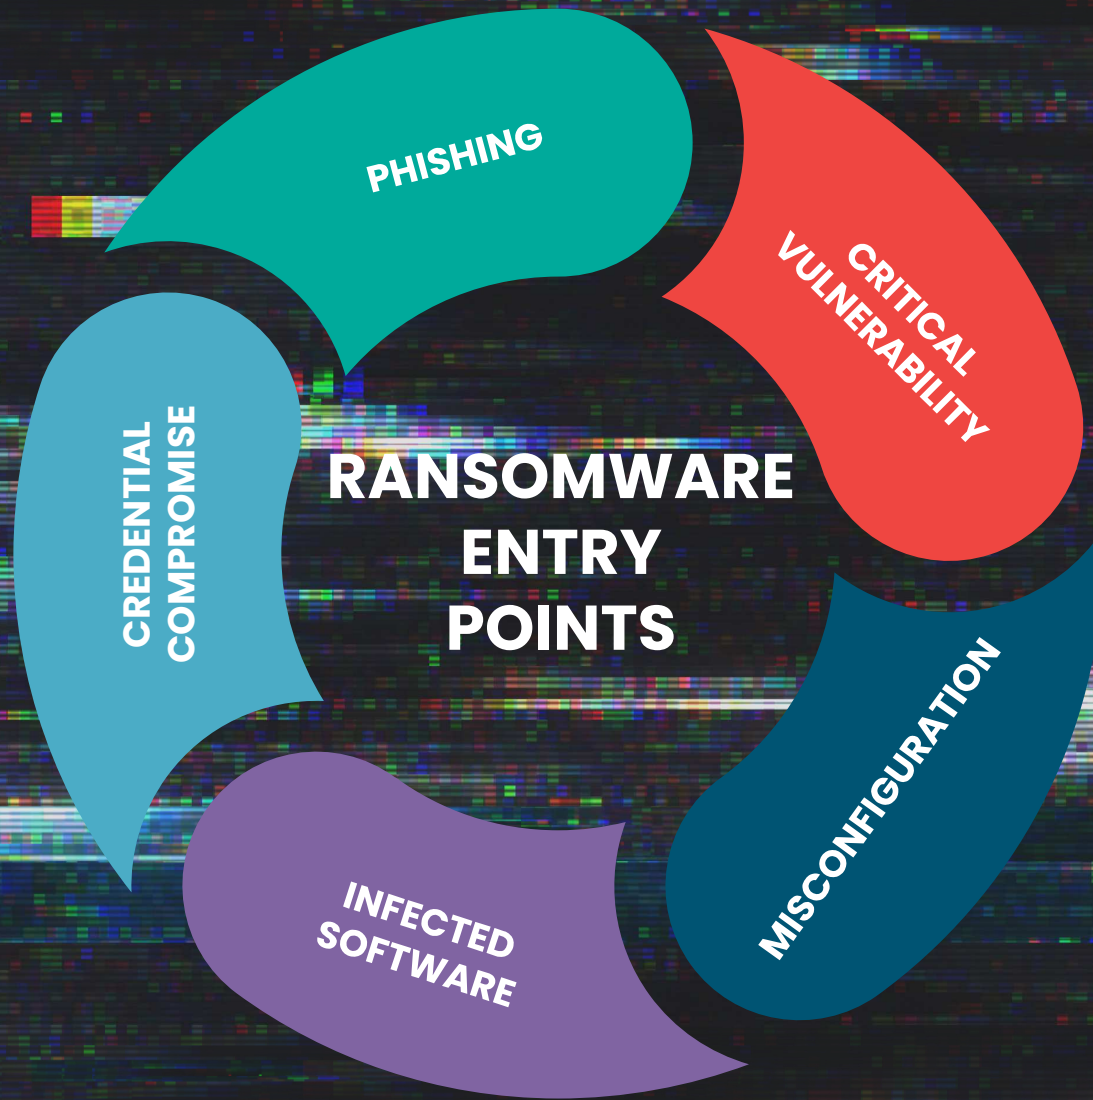 PHISHING
CRITICAL
VULNERABILITY
RANSOMWARE
ENTRY
POINTS
CREDENTIAL
COMPROMISE
MISCONFIGURATION
INFECTED
SOFTWARE